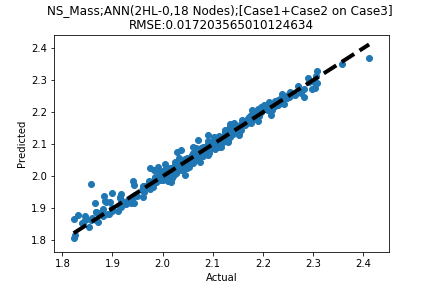 NS_Mass;ANN(2HL-0,18 Nodes);[Case1+Case2 on Case3]
RMSE:0.017203565010124634
2.4
2.3
2.2
2.1
2.0
1.9
1.8
Predicted
1.8 1.9 2.0 2.1 2.2 2.3 2.4
Actual